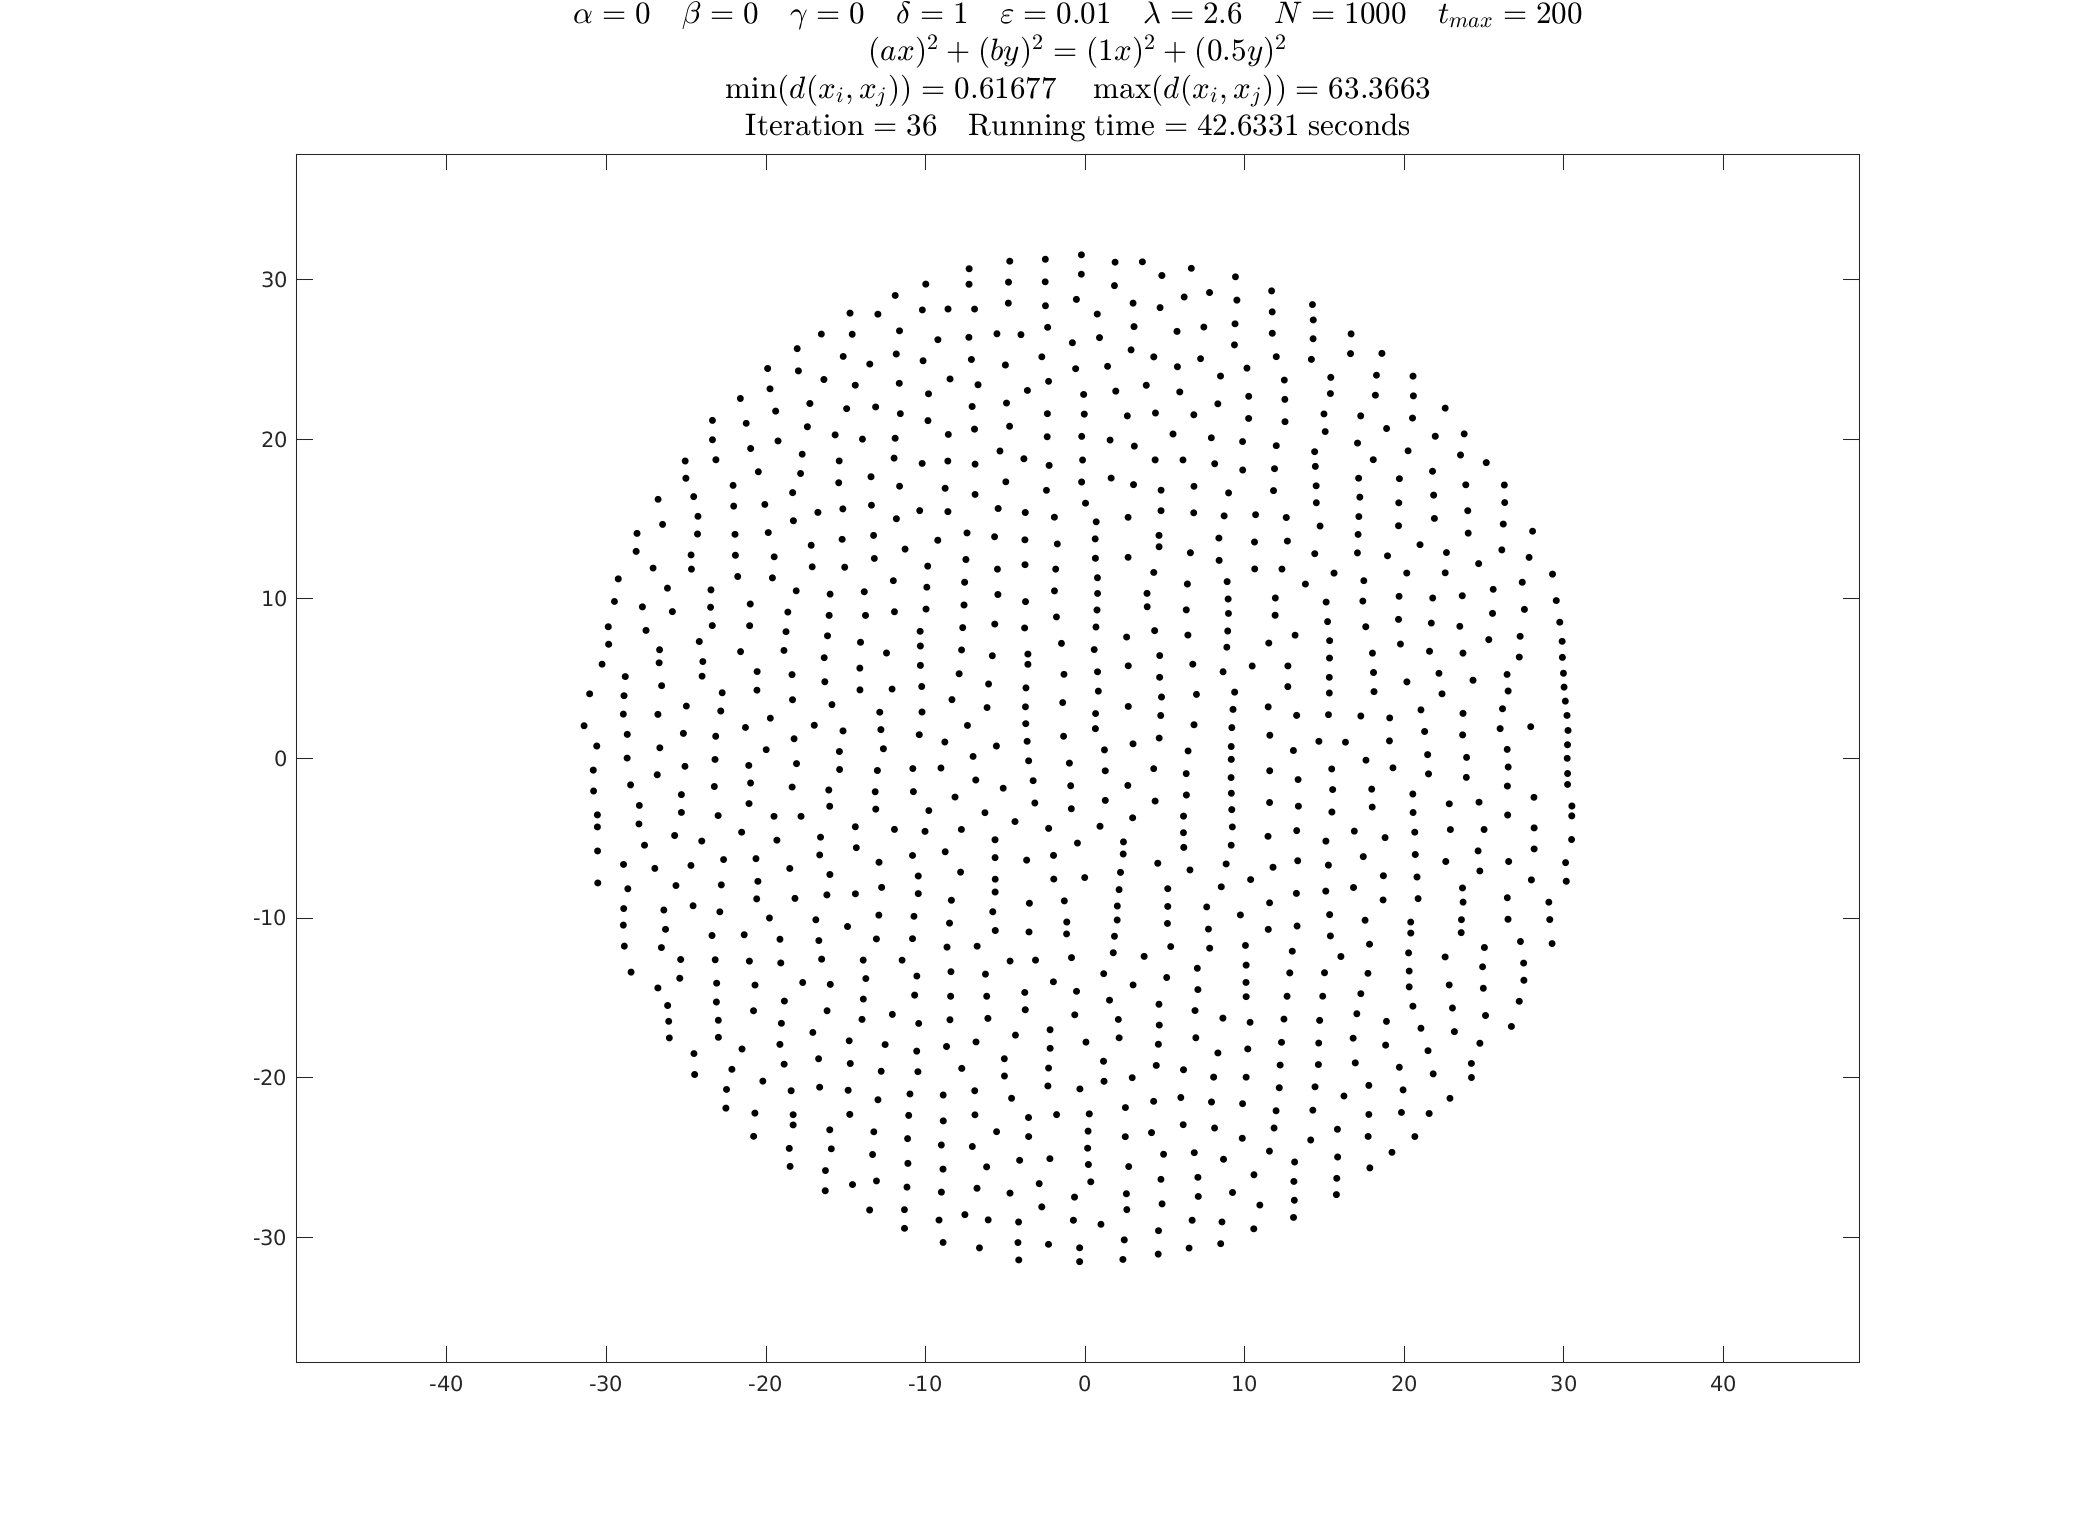 α = 0 β = 0 γ = 0 δ = 1 ε = 0.01 λ = 2.6 N = 1000 t_{max} = 200
(ax)² + (by)² = (1x)² + (0.5y)²
min(d(x_i, x_j)) = 0.61677 max(d(x_i, x_j)) = 63.3663
Iteration = 36 Running time = 42.6331 seconds
30
20
10
0
-10
-20
-30
-40 -30 -20 -10 0 10 20 30 40